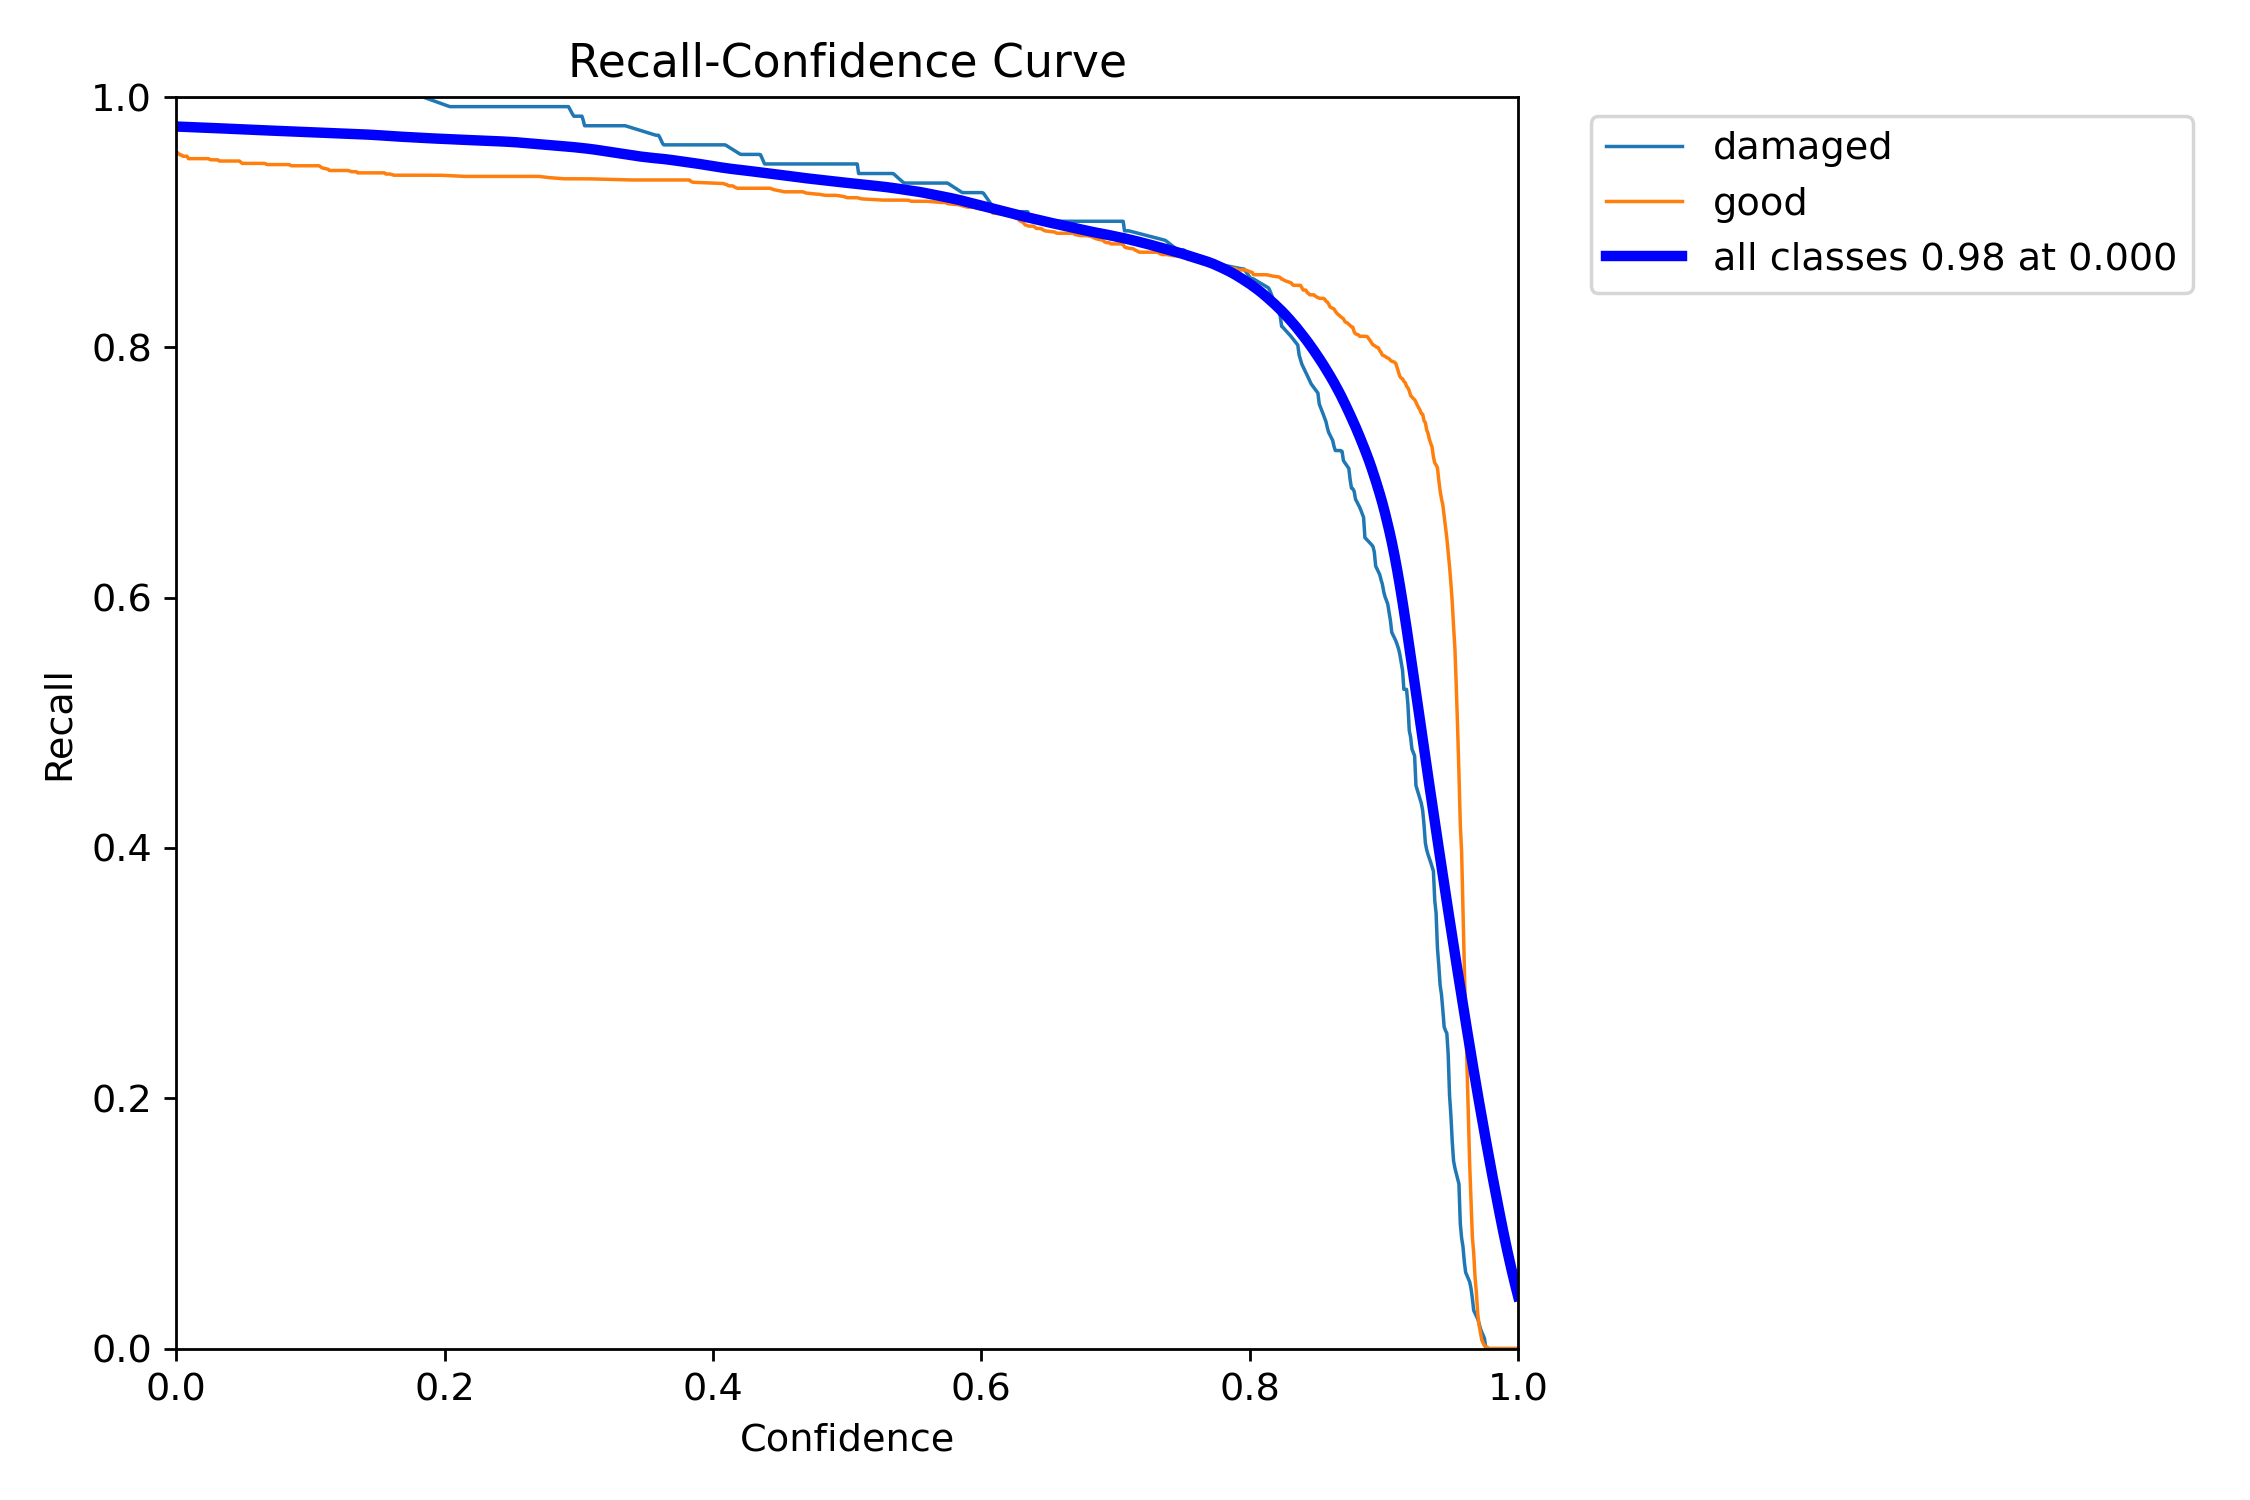 Recall-Confidence Curve
1.0
0.8
0.6
0.4
0.2
0.0
Recall
0.0 0.2 0.4 0.6 0.8 1.0
Confidence
damaged
good
all classes 0.98 at 0.000